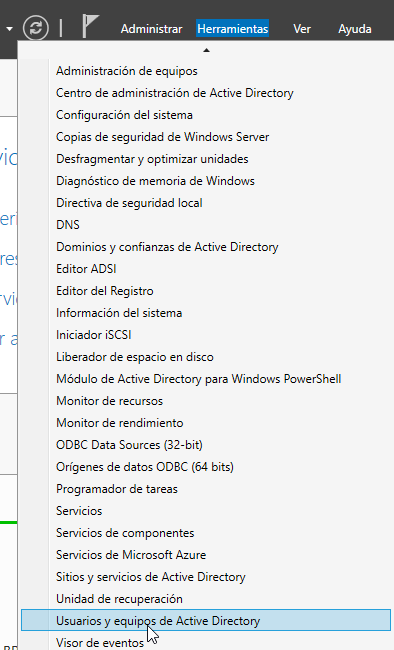 Administrar Herramientas Ver Ayuda
Administración de equipos
Centro de administración de Active Directory
Configuración del sistema
Copias de seguridad de Windows Server
Desfragmentar y optimizar unidades
Diagnóstico de memoria de Windows
Directiva de seguridad local
DNS
Dominios y confianzas de Active Directory
Editor ADSI
Editor del Registro
Información del sistema
Iniciador iSCSI
Liberador de espacio en disco
Módulo de Active Directory para Windows PowerShell
Monitor de recursos
Monitor de rendimiento
ODBC Data Sources (32-bit)
Orígenes de datos ODBC (64 bits)
Programador de tareas
Servicios
Servicios de componentes
Servicios de Microsoft Azure
Sitios y servicios de Active Directory
Unidad de recuperación
Usuarios y equipos de Active Directory
Visor de eventos